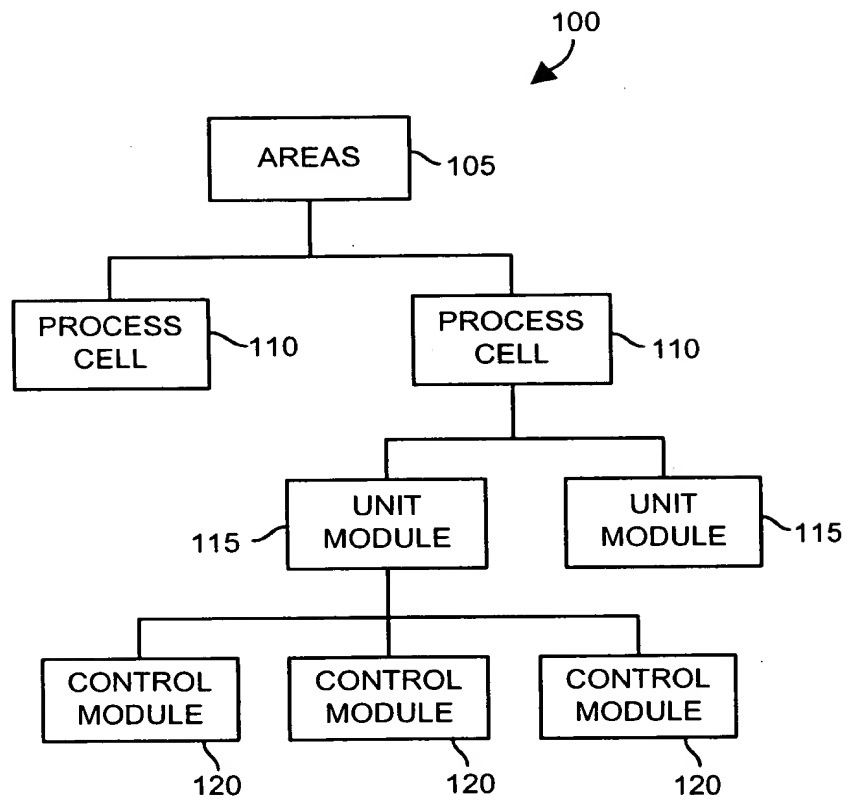 100
AREAS
105
PROCESS
CELL
110
PROCESS
CELL
110
UNIT
MODULE
115
UNIT
MODULE
115
CONTROL
MODULE
120
CONTROL
MODULE
120
CONTROL
MODULE
120